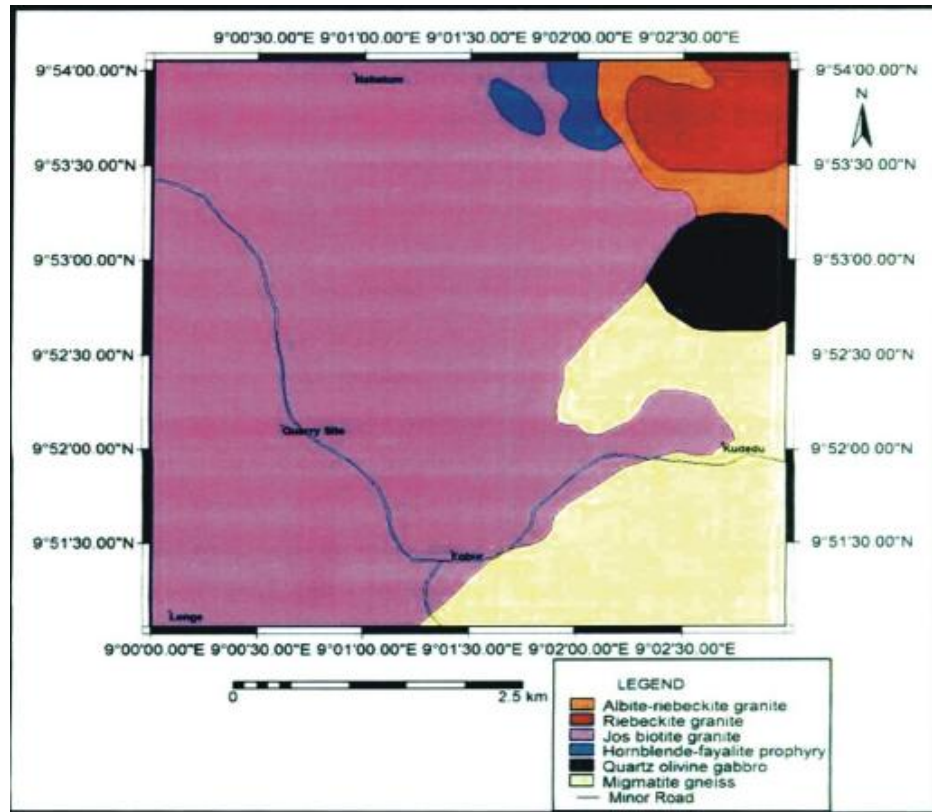 9°00'30.00"E 9°01'00.00"E 9°01'30.00"E 9°02'00.00"E 9°02'30.00"E
9°54'00.00"N
9°54'00.00"N
N
9°53'30.00"N
9°53'30.00"N
9°53'00.00"N
9°53'00.00"N
9°52'30.00"N
9°52'30.00"N
Quarry Site
9°52'00.00"N
Kudedu
9°52'00.00"N
9°51'30.00"N
9°51'30.00"N
Lenge
9°00'00.00"E 9°00'30.00"E 9°01'00.00"E 9°01'30.00"E 9°02'00.00"E 9°02'30.00"E
0 2.5 km
LEGEND
Albite-riebeckite granite
Riebeckite granite
Jos biotite granite
Hornblende-fayalite prophyry
Quartz olivine gabbro
Migmatite gneiss
Minor Road